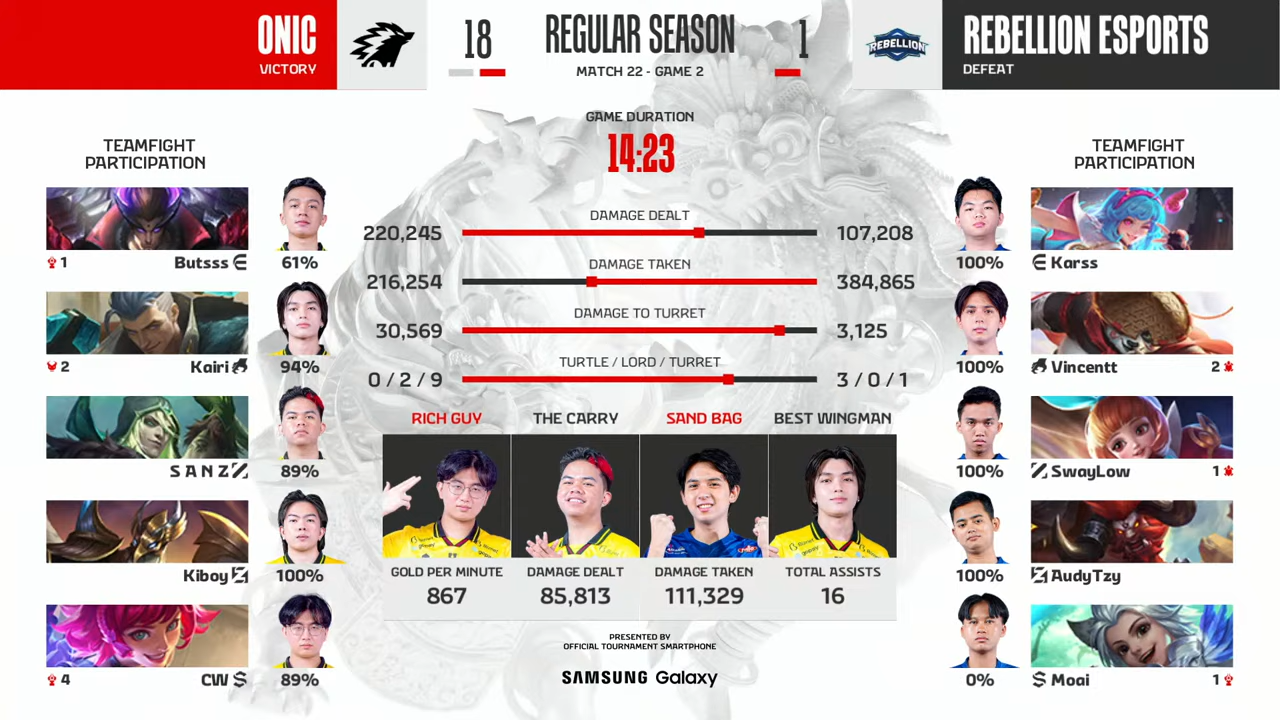 ONIC
VICTORY
18
REGULAR SEASON
MATCH 22 - GAME 2
1
REBELLION
REBELLION ESPORTS
DEFEAT
GAME DURATION
14:23
TEAMFIGHT
PARTICIPATION
1 Butsss 61%
2 Kairi 94%
S A N Z 89%
Kiboy 100%
4 CW 89%
DAMAGE DEALT
220,245 107,208
DAMAGE TAKEN
216,254 384,865
DAMAGE TO TURRET
30,569 3,125
TURTLE / LORD / TURRET
0 / 2 / 9 3 / 0 / 1
RICH GUY THE CARRY SAND BAG BEST WINGMAN
GOLD PER MINUTE DAMAGE DEALT DAMAGE TAKEN TOTAL ASSISTS
867 85,813 111,329 16
PRESENTED BY
OFFICIAL TOURNAMENT SMARTPHONE
SAMSUNG Galaxy
TEAMFIGHT
PARTICIPATION
100% Karss
100% Vincentt 2
100% SwayLow 1
100% AudyTzy
0% Moai 1